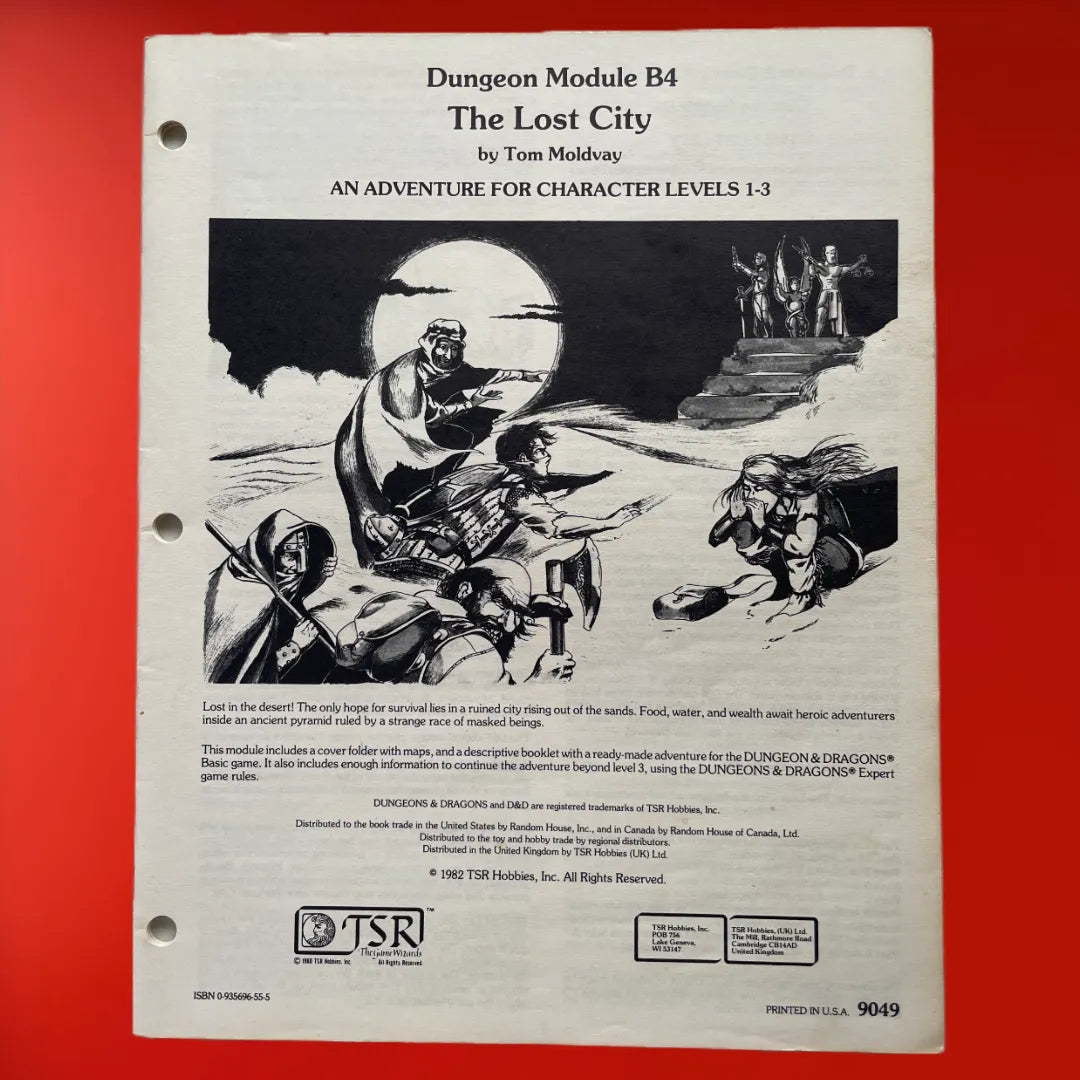 Dungeon Module B4
The Lost City
by Tom Moldvay
AN ADVENTURE FOR CHARACTER LEVELS 1-3
Lost in the desert! The only hope for survival lies in a ruined city rising out of the sands. Food, water, and wealth await heroic adventurers
inside an ancient pyramid ruled by a strange race of masked beings.
This module includes a cover folder with maps, and a descriptive booklet with a ready-made adventure for the DUNGEON & DRAGONS®
Basic game. It also includes enough information to continue the adventure beyond level 3, using the DUNGEONS & DRAGONS® Expert
game rules.
DUNGEONS & DRAGONS and D&D are registered trademarks of TSR Hobbies, Inc.
Distributed to the book trade in the United States by Random House, Inc., and in Canada by Random House of Canada, Ltd.
Distributed to the toy and hobby trade by regional distributors.
Distributed in the United Kingdom by TSR Hobbies (UK) Ltd.
© 1982 TSR Hobbies, Inc. All Rights Reserved.
TSR™
The Game Wizards
© 1980 TSR Hobbies, Inc. All Rights Reserved
TSR Hobbies, Inc.
POB 756
Lake Geneva,
WI 53147
TSR Hobbies, (UK) Ltd.
The Mill, Rathmore Road
Cambridge CB14AD
United Kingdom
ISBN 0-935696-55-5
PRINTED IN U.S.A. 9049